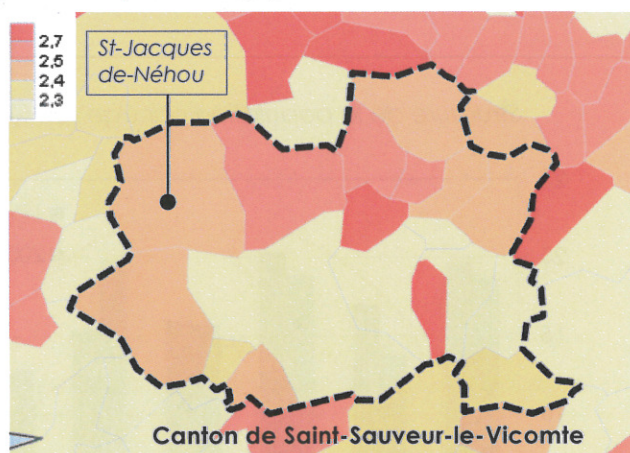 2,7
2,5
2,4
2,3
St-Jacques
de-Néhou
Canton de Saint-Sauveur-le-Vicomte